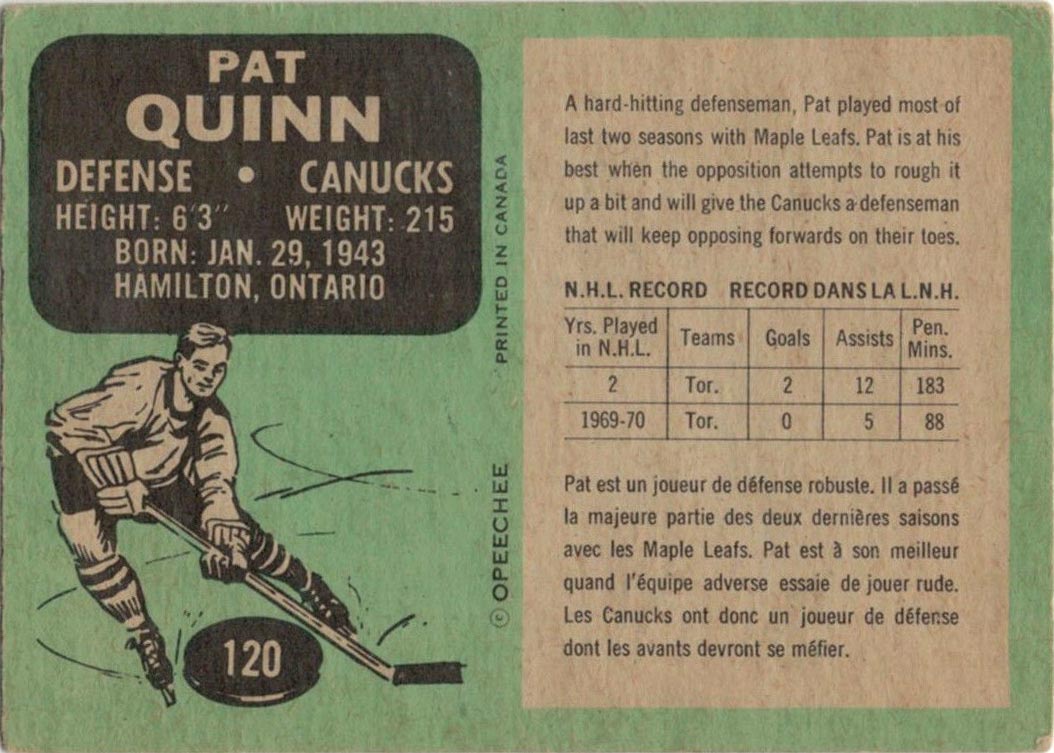 PAT
QUINN
DEFENSE • CANUCKS
HEIGHT: 6'3" WEIGHT: 215
BORN: JAN. 29, 1943
HAMILTON, ONTARIO
120
© OPEECHEE PRINTED IN CANADA
A hard-hitting defenseman, Pat played most of
last two seasons with Maple Leafs. Pat is at his
best when the opposition attempts to rough it
up a bit and will give the Canucks a defenseman
that will keep opposing forwards on their toes.
N.H.L. RECORD RECORD DANS LA L.N.H.
Yrs. Played in N.H.L. Teams Goals Assists Pen. Mins.
2 Tor. 2 12 183
1969-70 Tor. 0 5 88
Pat est un joueur de défense robuste. Il a passé
la majeure partie des deux dernières saisons
avec les Maple Leafs. Pat est à son meilleur
quand l'équipe adverse essaie de jouer rude.
Les Canucks ont donc un joueur de défense
dont les avants devront se méfier.